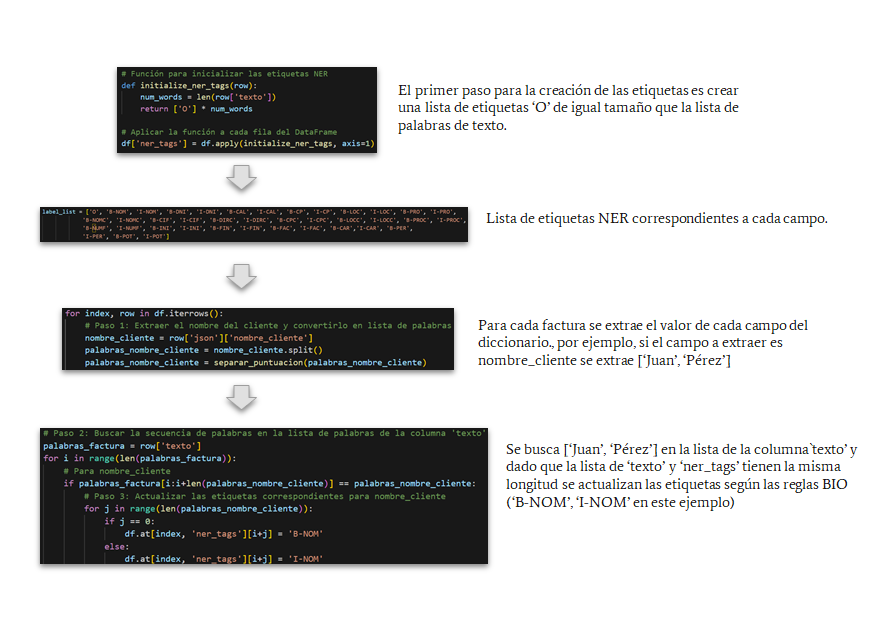 # Función para inicializar las etiquetas NER
def initialize_ner_tags(row):
num_words = len(row['texto'])
return ['O'] * num_words
# Aplicar la función a cada fila del DataFrame
df['ner_tags'] = df.apply(initialize_ner_tags, axis=1)
El primer paso para la creación de las etiquetas es crear
una lista de etiquetas ‘O’ de igual tamaño que la lista de
palabras de texto.
label_list = ['O', 'B-NOM', 'I-NOM', 'B-DNI', 'I-DNI', 'B-CAL', 'I-CAL', 'B-CP', 'I-CP', 'B-LOC', 'I-LOC', 'B-PRO', 'I-PRO',
'B-NOMC', 'I-NOMC', 'B-CIF', 'I-CIF', 'B-DIRC', 'I-DIRC', 'B-CPC', 'I-CPC', 'B-LOCC', 'I-LOCC', 'B-PROC', 'I-PROC',
'B-NUMF', 'I-NUMF', 'B-INI', 'I-INI', 'B-FIN', 'I-FIN', 'B-FAC', 'I-FAC', 'B-CAR','I-CAR', 'B-PER',
'I-PER', 'B-POT', 'I-POT']
Lista de etiquetas NER correspondientes a cada campo.
for index, row in df.iterrows():
# Paso 1: Extraer el nombre del cliente y convertirlo en lista de palabras
nombre_cliente = row['json']['nombre_cliente']
palabras_nombre_cliente = nombre_cliente.split()
palabras_nombre_cliente = separar_puntuacion(palabras_nombre_cliente)
Para cada factura se extrae el valor de cada campo del
diccionario., por ejemplo, si el campo a extraer es
nombre_cliente se extrae [‘Juan’, ‘Pérez’]
# Paso 2: Buscar la secuencia de palabras en la lista de palabras de la columna 'texto'
palabras_factura = row['texto']
for i in range(len(palabras_factura)):
# Para nombre_cliente
if palabras_factura[i:i+len(palabras_nombre_cliente)] == palabras_nombre_cliente:
# Paso 3: Actualizar las etiquetas correspondientes para nombre_cliente
for j in range(len(palabras_nombre_cliente)):
if j == 0:
df.at[index, 'ner_tags'][i+j] = 'B-NOM'
else:
df.at[index, 'ner_tags'][i+j] = 'I-NOM'
Se busca [‘Juan’, ‘Pérez’] en la lista de la columna`texto’ y
dado que la lista de ‘texto’ y ‘ner_tags’ tienen la misma
longitud se actualizan las etiquetas según las reglas BIO
(‘B-NOM’, ‘I-NOM’ en este ejemplo)